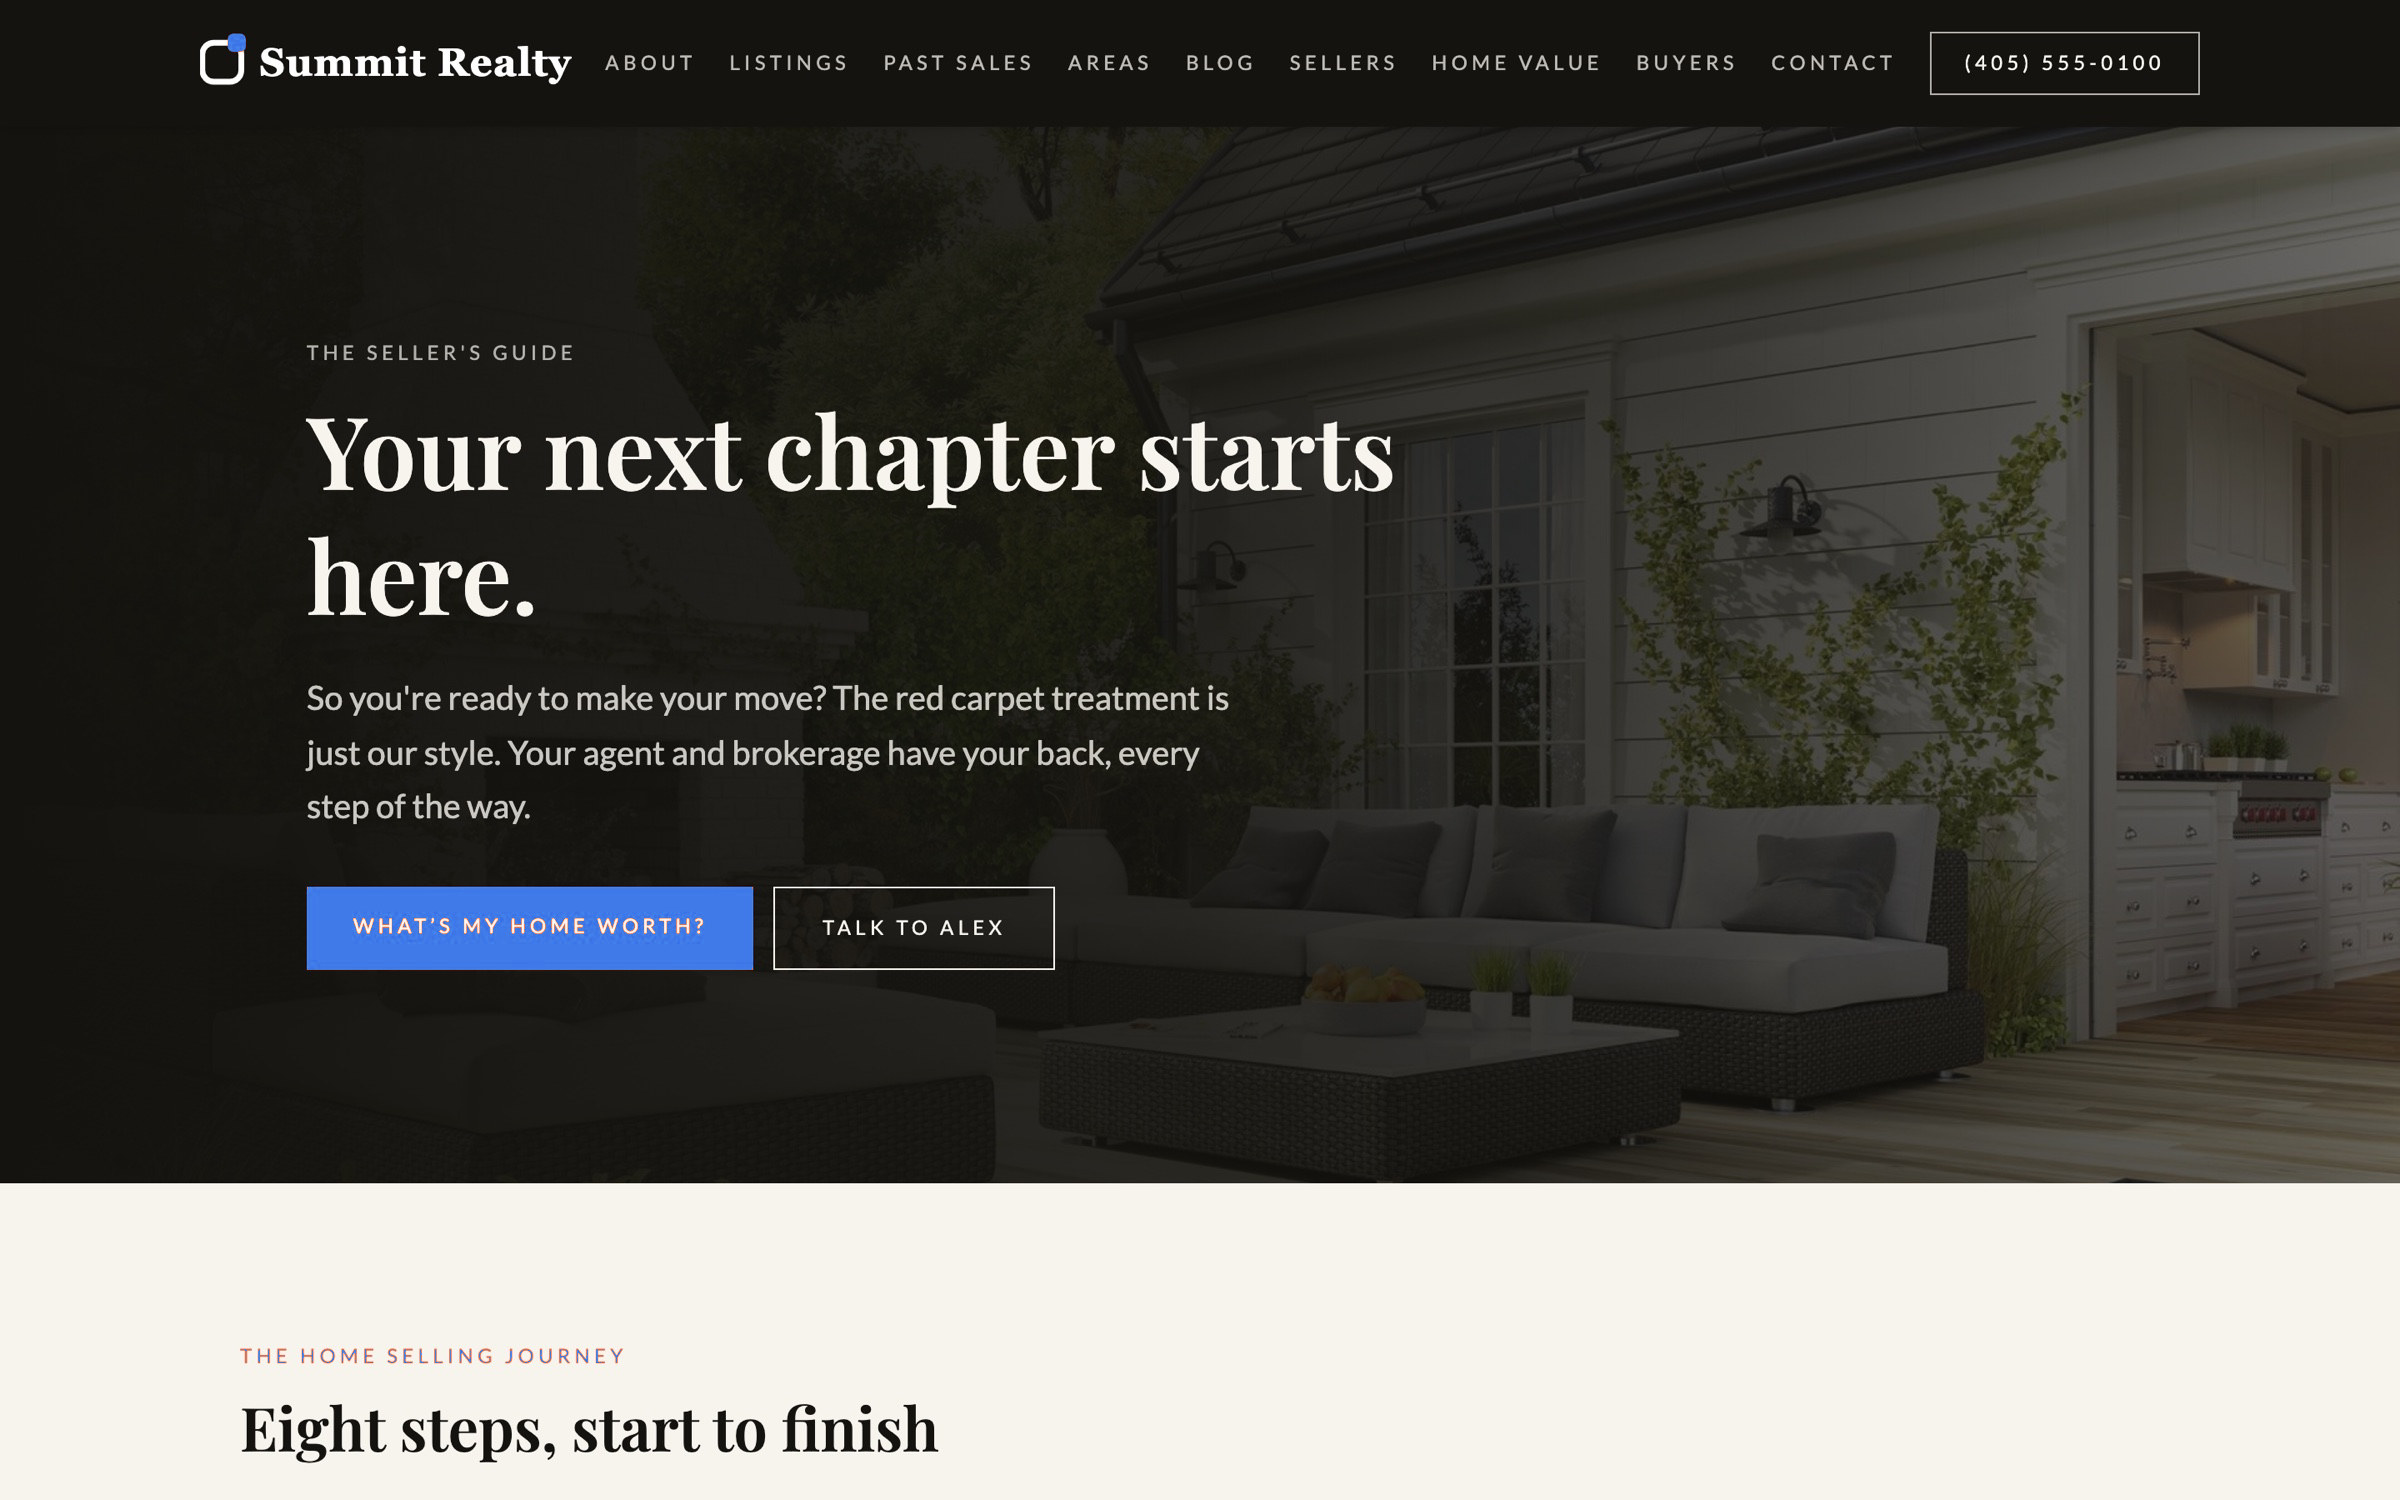 Summit Realty
ABOUT LISTINGS PAST SALES AREAS BLOG SELLERS HOME VALUE BUYERS CONTACT (405) 555-0100
THE SELLER'S GUIDE
Your next chapter starts
here.
So you're ready to make your move? The red carpet treatment is
just our style. Your agent and brokerage have your back, every
step of the way.
WHAT’S MY HOME WORTH? TALK TO ALEX
THE HOME SELLING JOURNEY
Eight steps, start to finish